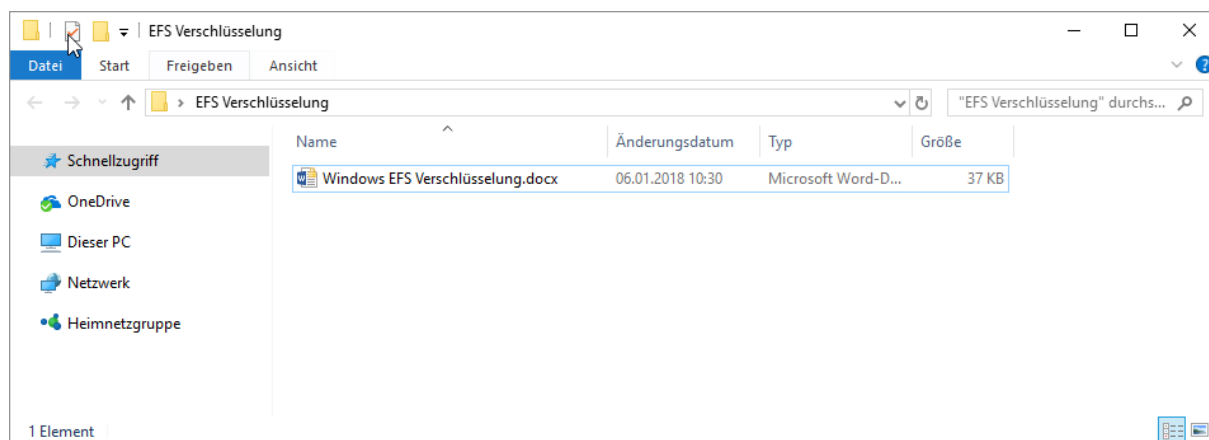 EFS Verschlüsselung
Datei Start Freigeben Ansicht ?
EFS Verschlüsselung "EFS Verschlüsselung" durchs...
Name Änderungsdatum Typ Größe
Schnellzugriff
Windows EFS Verschlüsselung.docx 06.01.2018 10:30 Microsoft Word-D... 37 KB
OneDrive
Dieser PC
Netzwerk
Heimnetzgruppe
1 Element